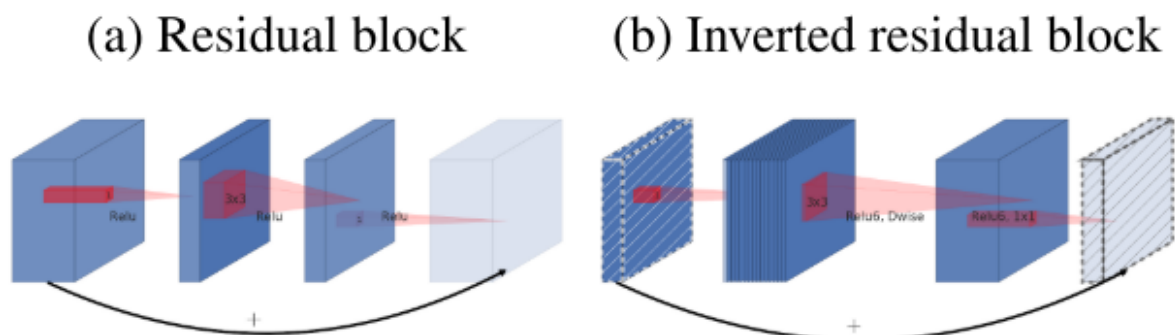 (a) Residual block
Relu
3x3
Relu
Relu
+
(b) Inverted residual block
3x3
Relu6, Dwise
Relu6, 1x1
+